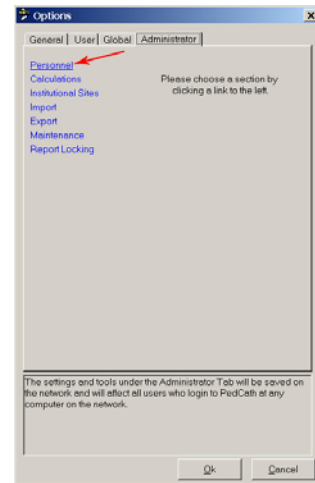 Options
General User Global Administrator
Personnel
Calculations
Institutional Sites
Import
Export
Maintenance
Report Locking
Please choose a section by
clicking a link to the left.
The settings and tools under the Administrator Tab will be saved on
the network and will affect all users who login to PedCath at any
computer on the network.
Ok Cancel